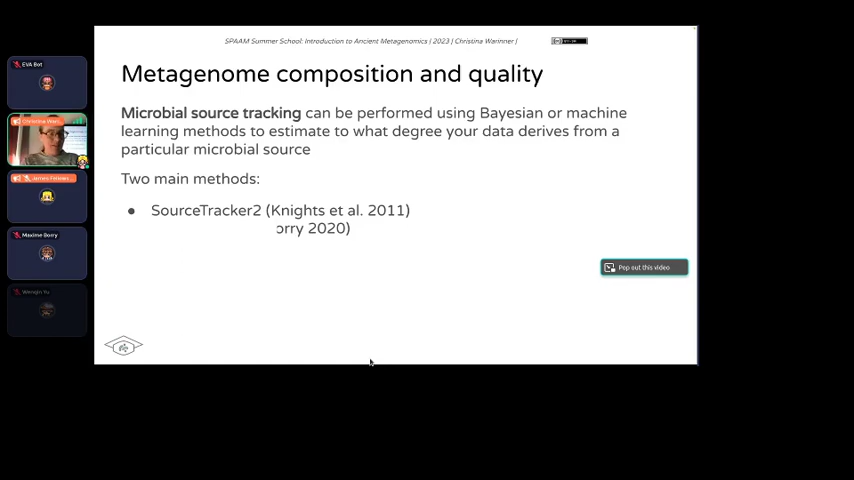 SPAAM Summer School: Introduction to Ancient Metagenomics | 2023 | Christina Warinner |
EVA Bot
Christina Wari
James Fellows
Maxime Borry
Wenqin Yu
Metagenome composition and quality
Microbial source tracking can be performed using Bayesian or machine
learning methods to estimate to what degree your data derives from a
particular microbial source
Two main methods:
● SourceTracker2 (Knights et al. 2011)
orry 2020)
Pop out this video